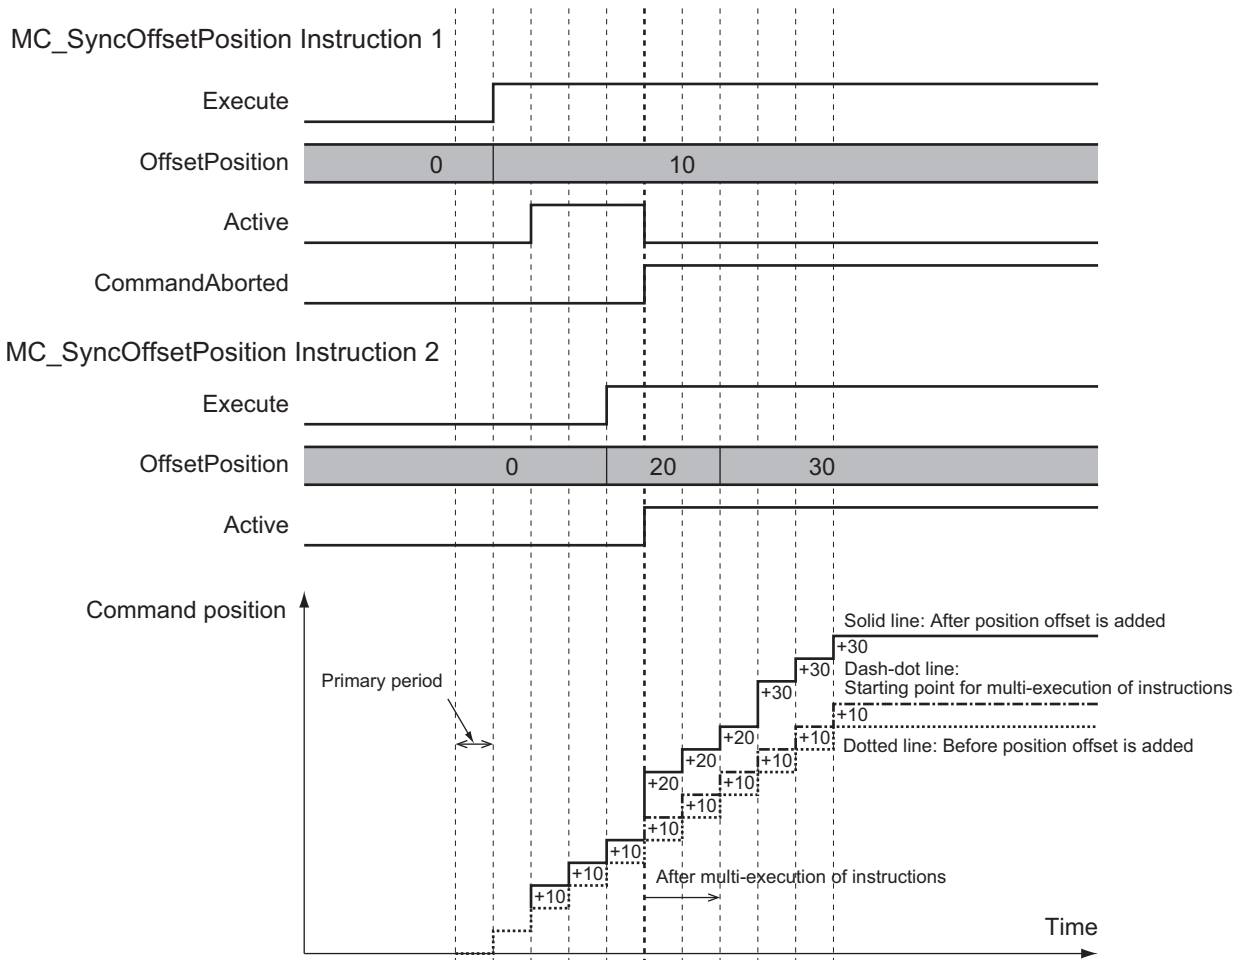 MC_SyncOffsetPosition Instruction 1
Execute
OffsetPosition
0
10
Active
CommandAborted
MC_SyncOffsetPosition Instruction 2
Execute
OffsetPosition
0
20
30
Active
Command position
Solid line: After position offset is added
+30
+30
Dash-dot line:
Primary period
Starting point for multi-execution of instructions
+30
+10
+20
+10
Dotted line: Before position offset is added
+20
+10
+20
+10
+10
+10
+10
+10
After multi-execution of instructions
+10
Time